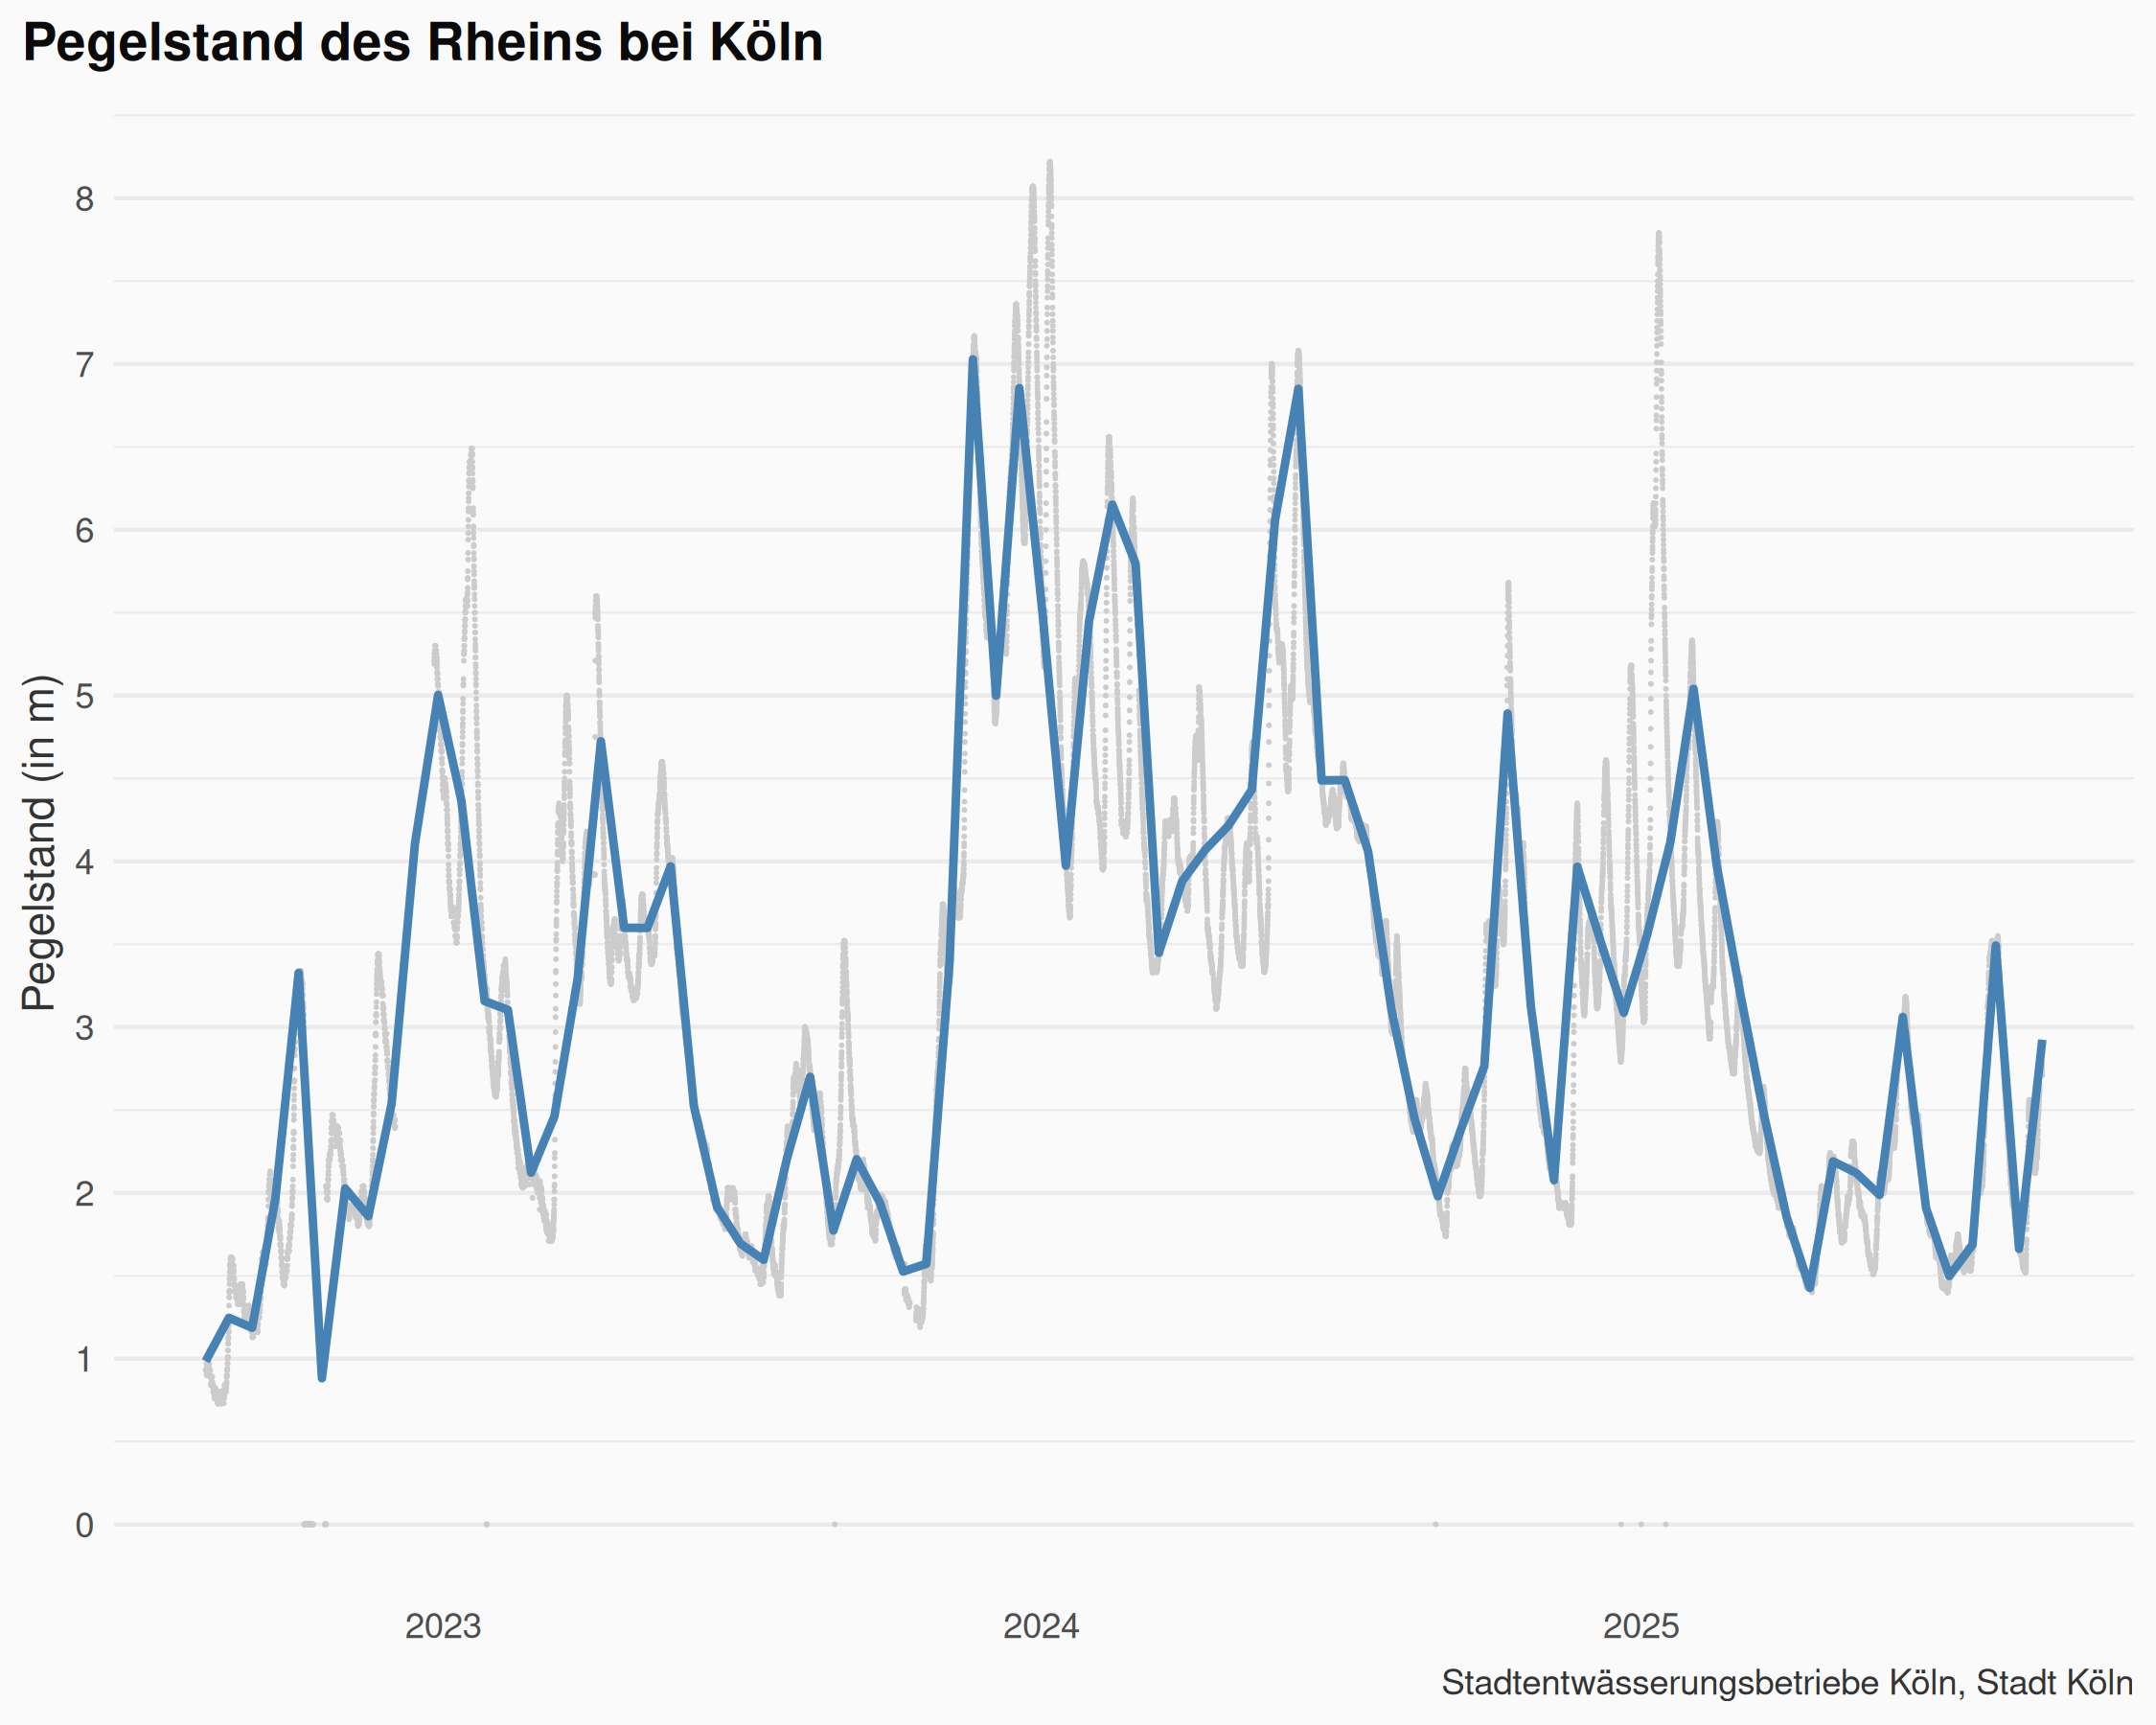 Pegelstand des Rheins bei Köln
Pegelstand (in m)
8
7
6
5
4
3
2
1
0
2023 2024 2025
Stadtentwässerungsbetriebe Köln, Stadt Köln